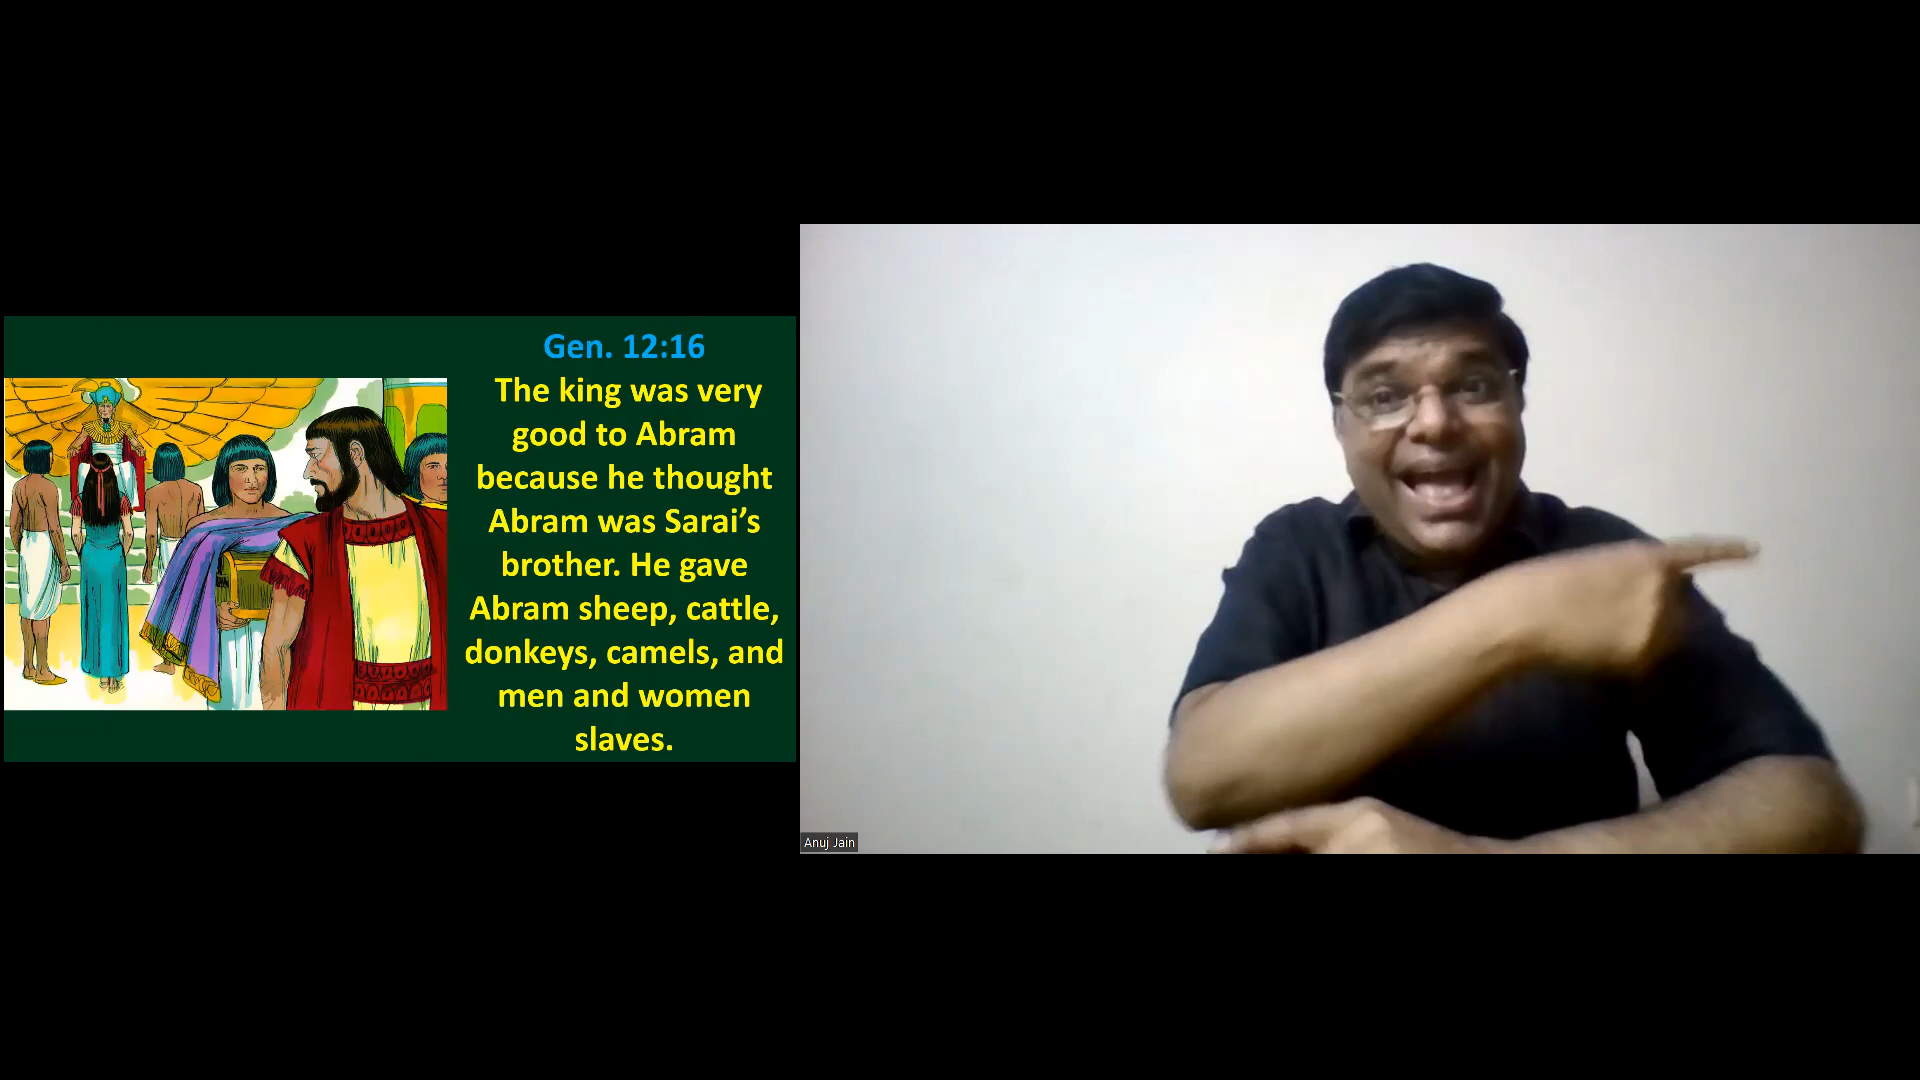 Gen. 12:16
The king was very
good to Abram
because he thought
Abram was Sarai’s
brother. He gave
Abram sheep, cattle,
donkeys, camels, and
men and women
slaves.
Anuj Jain